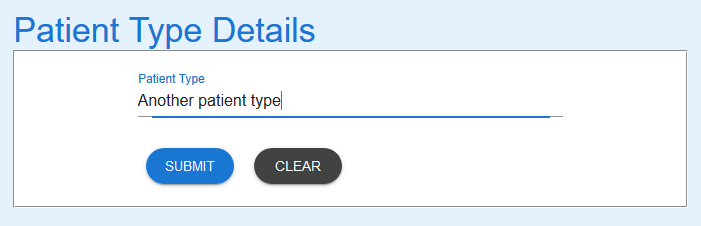 Patient Type Details
Patient Type
Another patient type
SUBMIT
CLEAR